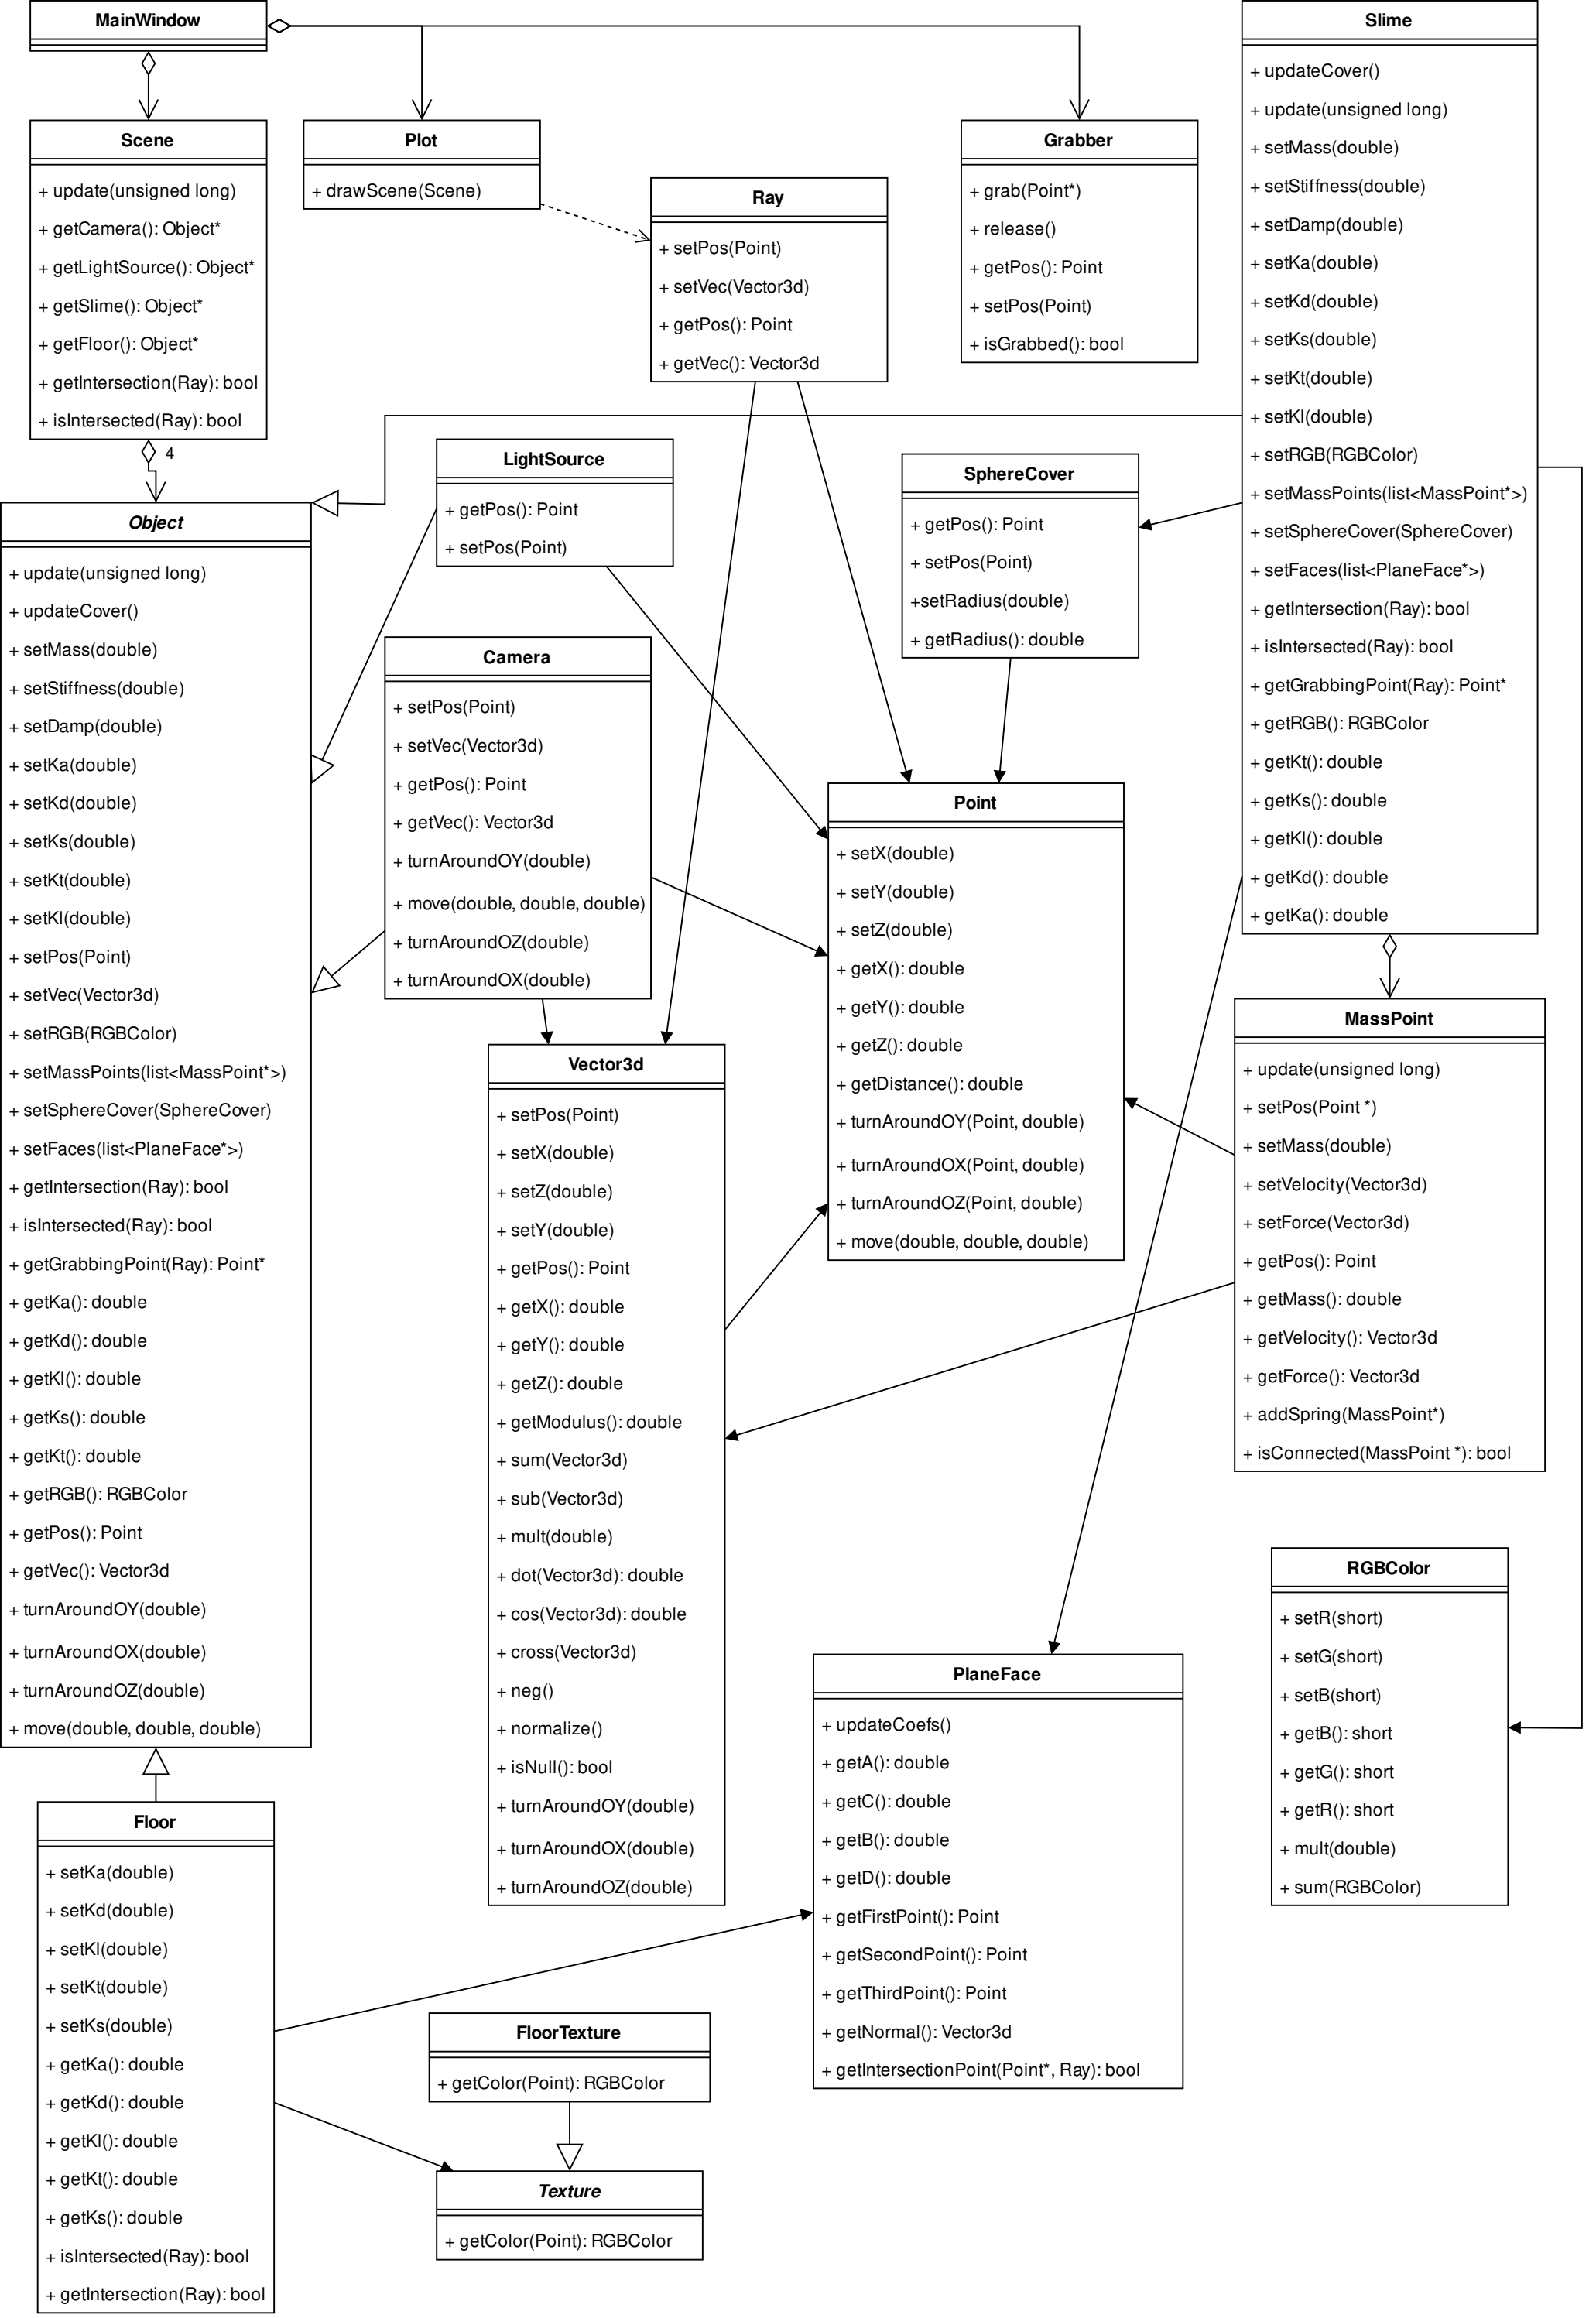 MainWindow
Scene
+ update(unsigned long)
+ getCamera(): Object*
+ getLightSource(): Object*
+ getSlime(): Object*
+ getFloor(): Object*
+ getIntersection(Ray): bool
+ isIntersected(Ray): bool
4
Plot
+ drawScene(Scene)
Ray
+ setPos(Point)
+ setVec(Vector3d)
+ getPos(): Point
+ getVec(): Vector3d
Grabber
+ grab(Point*)
+ release()
+ getPos(): Point
+ setPos(Point)
+ isGrabbed(): bool
Slime
+ updateCover()
+ update(unsigned long)
+ setMass(double)
+ setStiffness(double)
+ setDamp(double)
+ setKa(double)
+ setKd(double)
+ setKs(double)
+ setKt(double)
+ setKl(double)
+ setRGB(RGBColor)
+ setMassPoints(list<MassPoint*>)
+ setSphereCover(SphereCover)
+ setFaces(list<PlaneFace*>)
+ getIntersection(Ray): bool
+ isIntersected(Ray): bool
+ getGrabbingPoint(Ray): Point*
+ getRGB(): RGBColor
+ getKt(): double
+ getKs(): double
+ getKl(): double
+ getKd(): double
+ getKa(): double
Object
+ update(unsigned long)
+ updateCover()
+ setMass(double)
+ setStiffness(double)
+ setDamp(double)
+ setKa(double)
+ setKd(double)
+ setKs(double)
+ setKt(double)
+ setKl(double)
+ setPos(Point)
+ setVec(Vector3d)
+ setRGB(RGBColor)
+ setMassPoints(list<MassPoint*>)
+ setSphereCover(SphereCover)
+ setFaces(list<PlaneFace*>)
+ getIntersection(Ray): bool
+ isIntersected(Ray): bool
+ getGrabbingPoint(Ray): Point*
+ getKa(): double
+ getKd(): double
+ getKl(): double
+ getKs(): double
+ getKt(): double
+ getRGB(): RGBColor
+ getPos(): Point
+ getVec(): Vector3d
+ turnAroundOY(double)
+ turnAroundOX(double)
+ turnAroundOZ(double)
+ move(double, double, double)
LightSource
+ getPos(): Point
+ setPos(Point)
SphereCover
+ getPos(): Point
+ setPos(Point)
+setRadius(double)
+ getRadius(): double
Camera
+ setPos(Point)
+ setVec(Vector3d)
+ getPos(): Point
+ getVec(): Vector3d
+ turnAroundOY(double)
+ move(double, double, double)
+ turnAroundOZ(double)
+ turnAroundOX(double)
Point
+ setX(double)
+ setY(double)
+ setZ(double)
+ getX(): double
+ getY(): double
+ getZ(): double
+ getDistance(): double
+ turnAroundOY(Point, double)
+ turnAroundOX(Point, double)
+ turnAroundOZ(Point, double)
+ move(double, double, double)
MassPoint
+ update(unsigned long)
+ setPos(Point *)
+ setMass(double)
+ setVelocity(Vector3d)
+ setForce(Vector3d)
+ getPos(): Point
+ getMass(): double
+ getVelocity(): Vector3d
+ getForce(): Vector3d
+ addSpring(MassPoint*)
+ isConnected(MassPoint *): bool
Vector3d
+ setPos(Point)
+ setX(double)
+ setZ(double)
+ setY(double)
+ getPos(): Point
+ getX(): double
+ getY(): double
+ getZ(): double
+ getModulus(): double
+ sum(Vector3d)
+ sub(Vector3d)
+ mult(double)
+ dot(Vector3d): double
+ cos(Vector3d): double
+ cross(Vector3d)
+ neg()
+ normalize()
+ isNull(): bool
+ turnAroundOY(double)
+ turnAroundOX(double)
+ turnAroundOZ(double)
RGBColor
+ setR(short)
+ setG(short)
+ setB(short)
+ getB(): short
+ getG(): short
+ getR(): short
+ mult(double)
+ sum(RGBColor)
PlaneFace
+ updateCoefs()
+ getA(): double
+ getC(): double
+ getB(): double
+ getD(): double
+ getFirstPoint(): Point
+ getSecondPoint(): Point
+ getThirdPoint(): Point
+ getNormal(): Vector3d
+ getIntersectionPoint(Point*, Ray): bool
Floor
+ setKa(double)
+ setKd(double)
+ setKl(double)
+ setKt(double)
+ setKs(double)
+ getKa(): double
+ getKd(): double
+ getKl(): double
+ getKt(): double
+ getKs(): double
+ isIntersected(Ray): bool
+ getIntersection(Ray): bool
FloorTexture
+ getColor(Point): RGBColor
Texture
+ getColor(Point): RGBColor